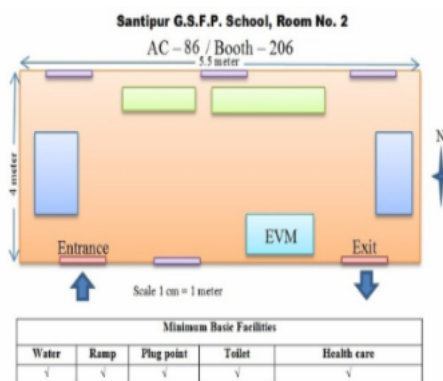 Santipur G.S.F.P. School, Room No. 2
AC – 86 / Booth – 206
5.5 meter
4 meter
N
EVM
Entrance
Exit
Scale 1 cm = 1 meter
Minimum Basic Facilities
Water Ramp Plug point Toilet Health care
√ √ √ √ √